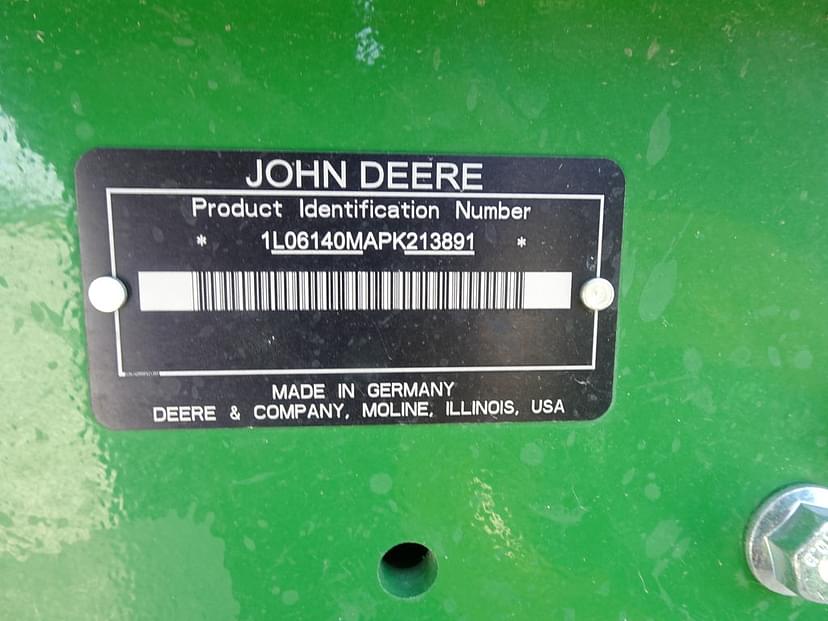 JOHN DEERE
Product Identification Number
* 1L06140MAPK213891 *
MADE IN GERMANY
DEERE & COMPANY, MOLINE, ILLINOIS, USA